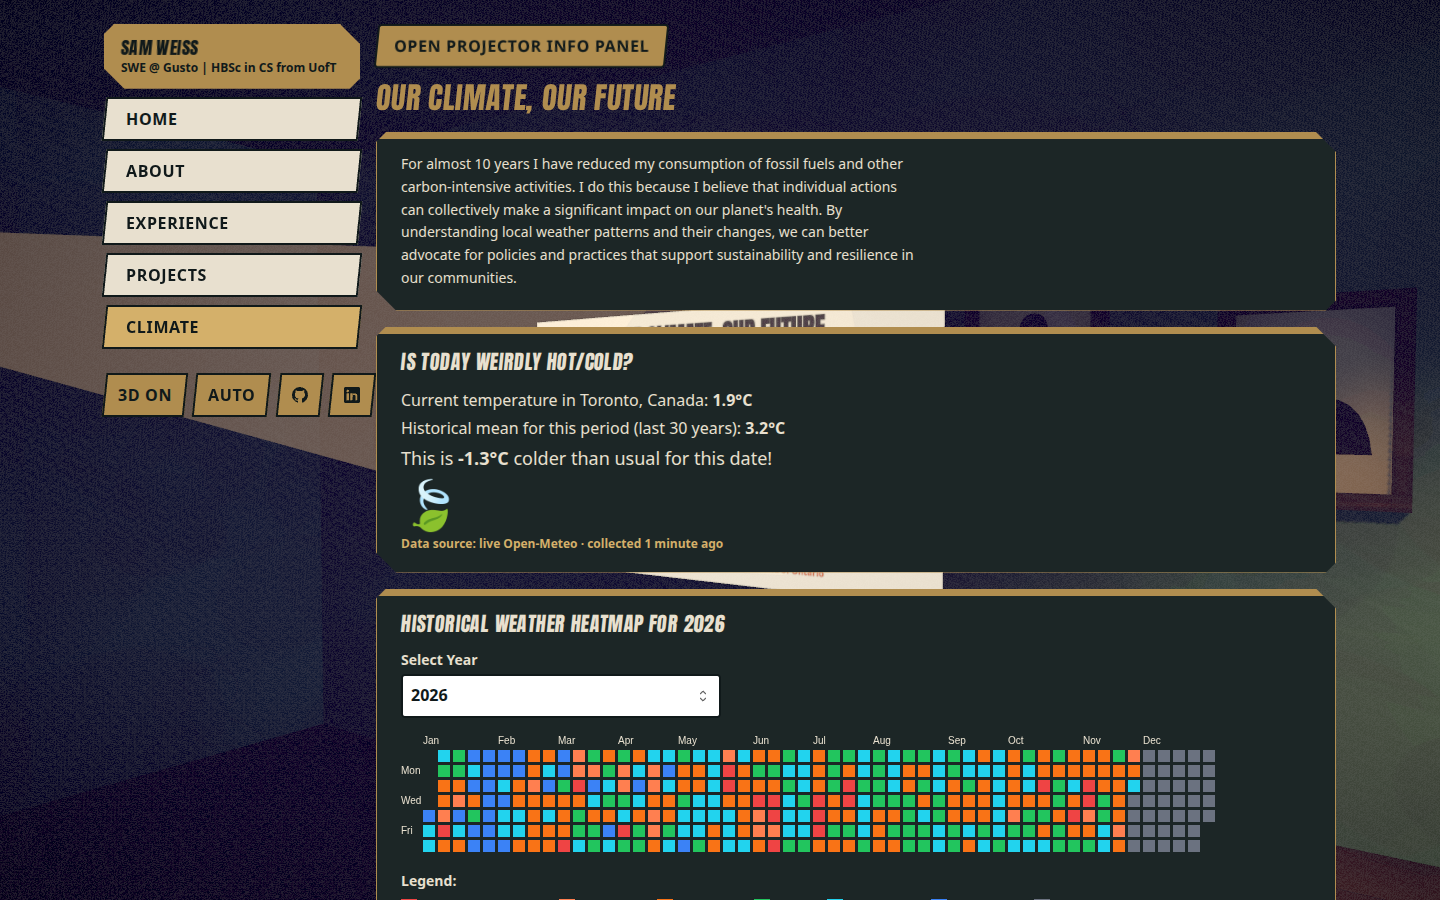 SAM WEISS
SWE @ Gusto | HBSc in CS from UofT
HOME
ABOUT
EXPERIENCE
PROJECTS
CLIMATE
3D ON
AUTO
OPEN PROJECTOR INFO PANEL
OUR CLIMATE, OUR FUTURE
For almost 10 years I have reduced my consumption of fossil fuels and other
carbon-intensive activities. I do this because I believe that individual actions
can collectively make a significant impact on our planet's health. By
understanding local weather patterns and their changes, we can better
advocate for policies and practices that support sustainability and resilience in
our communities.
IS TODAY WEIRDLY HOT/COLD?
Current temperature in Toronto, Canada: 1.9°C
Historical mean for this period (last 30 years): 3.2°C
This is -1.3°C colder than usual for this date!
Data source: live Open-Meteo · collected 1 minute ago
HISTORICAL WEATHER HEATMAP FOR 2026
Select Year
2026
Jan Feb Mar Apr May Jun Jul Aug Sep Oct Nov Dec
Mon
Wed
Fri
Legend: